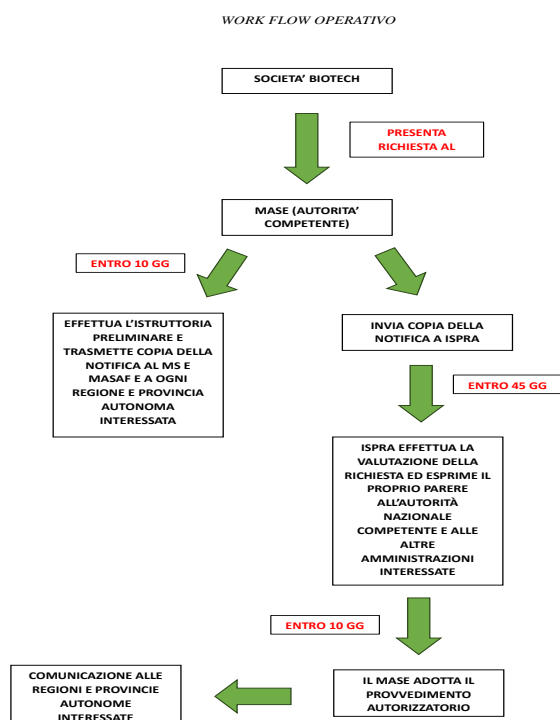 WORK FLOW OPERATIVO
SOCIETA’ BIOTECH
PRESENTA
RICHIESTA AL
MASE (AUTORITA’
COMPETENTE)
ENTRO 10 GG
EFFETTUA L’ISTRUTTORIA
PRELIMINARE E
TRASMETTE COPIA DELLA
NOTIFICA AL MS E
MASAF E A OGNI
REGIONE E PROVINCIA
AUTONOMA
INTERESSATA
INVIA COPIA DELLA
NOTIFICA A ISPRA
ENTRO 45 GG
ISPRA EFFETTUA LA
VALUTAZIONE DELLA
RICHIESTA ED ESPRIME IL
PROPRIO PARERE
ALL’AUTORITÀ
NAZIONALE
COMPETENTE E ALLE
ALTRE
AMMINISTRAZIONI
INTERESSATE
ENTRO 10 GG
IL MASE ADOTTA IL
PROVVEDIMENTO
AUTORIZZATORIO
COMUNICAZIONE ALLE
REGIONI E PROVINCIE
AUTONOME
INTERESSATE